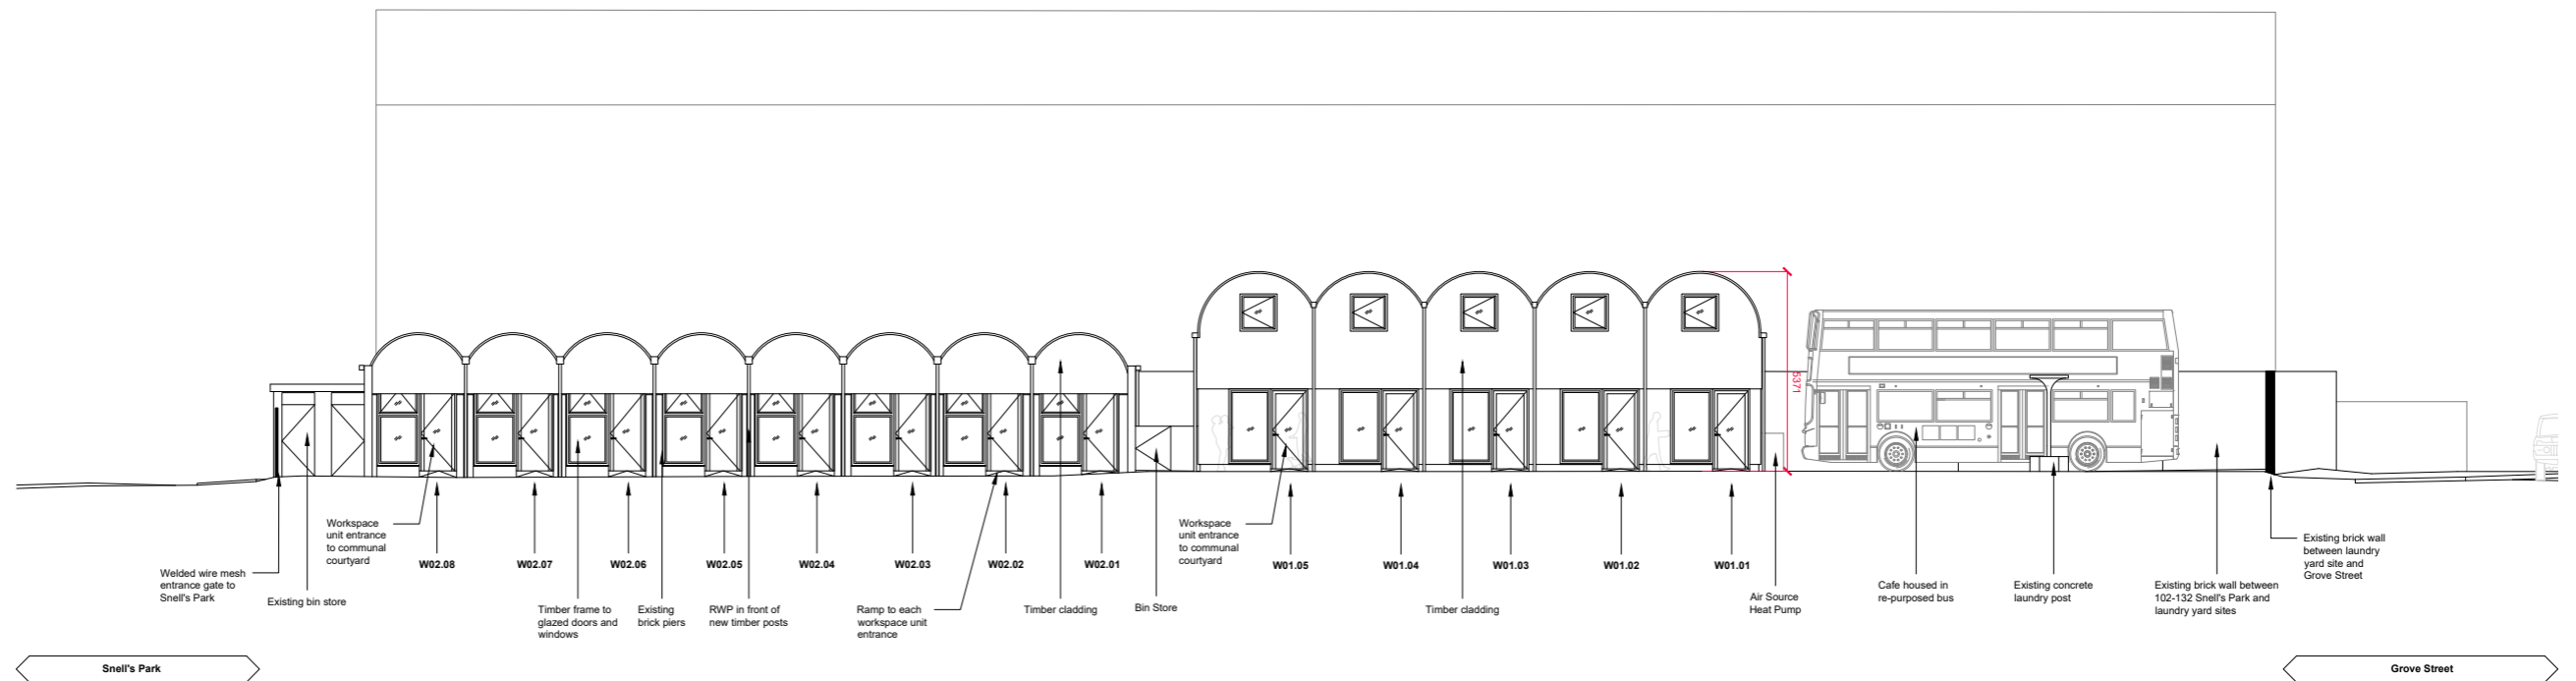 5371
Workspace
unit entrance
to communal
courtyard
W02.08
W02.07
W02.06
W02.05
W02.04
W02.03
W02.02
W02.01
Workspace
unit entrance
to communal
courtyard
W01.05
W01.04
W01.03
W01.02
W01.01
Existing brick wall
between laundry
yard site and
Grove Street
Welded wire mesh
entrance gate to
Snell's Park
Existing bin store
Timber frame to
glazed doors and
windows
Existing
brick piers
RWP in front of
new timber posts
Ramp to each
workspace unit
entrance
Timber cladding
Bin Store
Timber cladding
Air Source
Heat Pump
Cafe housed in
re-purposed bus
Existing concrete
laundry post
Existing brick wall between
102-132 Snell's Park and
laundry yard sites
Snell's Park
Grove Street